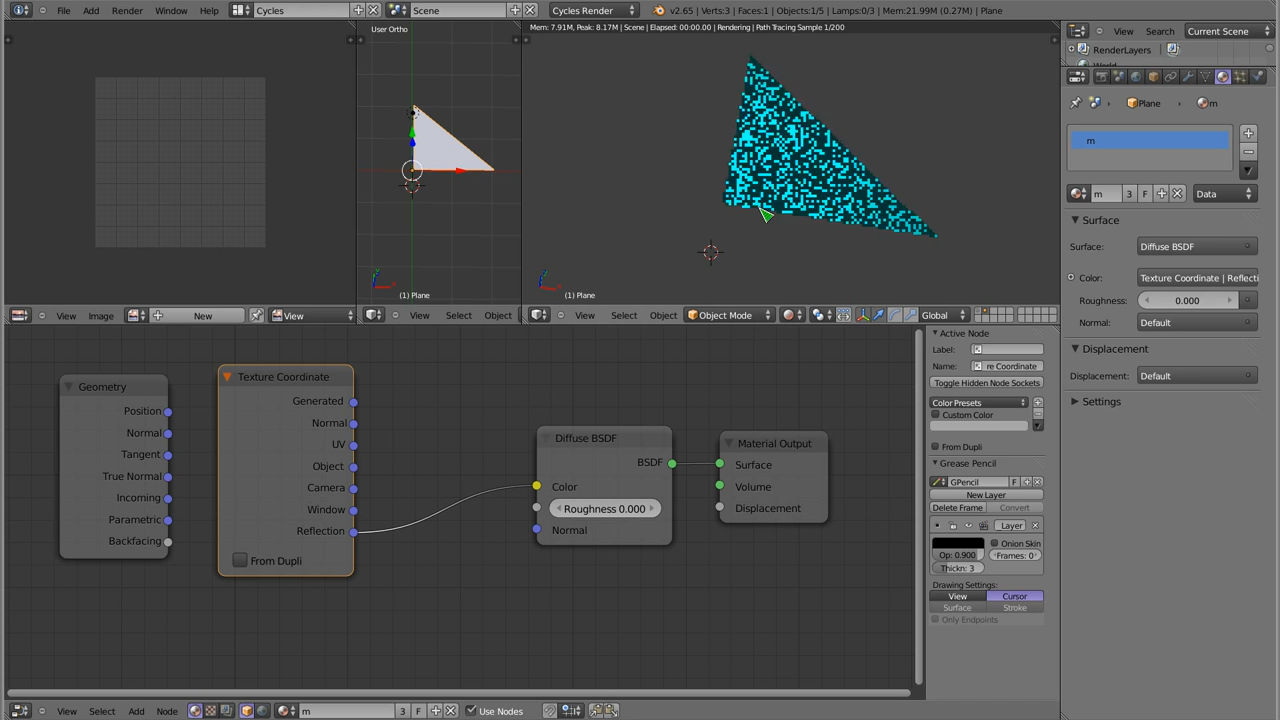 File Add Render Window Help Cycles Scene Cycles Render v2.65 | Verts:3 | Faces:1 | Objects:1/5 | Lamps:0/3 | Mem:21.99M (0.27M) | Plane
User Ortho
Mem: 7.91M, Peak: 8.17M | Scene | Elapsed: 00:00.00 | Rendering | Path Tracing Sample 1/200
View Search Current Scene
RenderLayers
World
Plane m
m
m 3 F Data
Surface
Surface: Diffuse BSDF
Color: Texture Coordinate | Reflecti
Roughness: 0.000
Normal: Default
Displacement
Displacement: Default
Settings
(1) Plane
(1) Plane
View Image New View
View Select Object
View Select Object Object Mode Global
Geometry
Position
Normal
Tangent
True Normal
Incoming
Parametric
Backfacing
Texture Coordinate
Generated
Normal
UV
Object
Camera
Window
Reflection
From Dupli
Diffuse BSDF
BSDF
Color
Roughness 0.000
Normal
Material Output
Surface
Volume
Displacement
Active Node
Label:
Name: re Coordinate
Toggle Hidden Node Sockets
Color Presets
Custom Color
From Dupli
Grease Pencil
GPencil F
New Layer
Delete Frame Convert
Layer
Onion Skin
Op: 0.900 Frames: 0
Thickn: 3
Drawing Settings:
View Cursor
Surface Stroke
Only Endpoints
View Select Add Node m 3 F Use Nodes